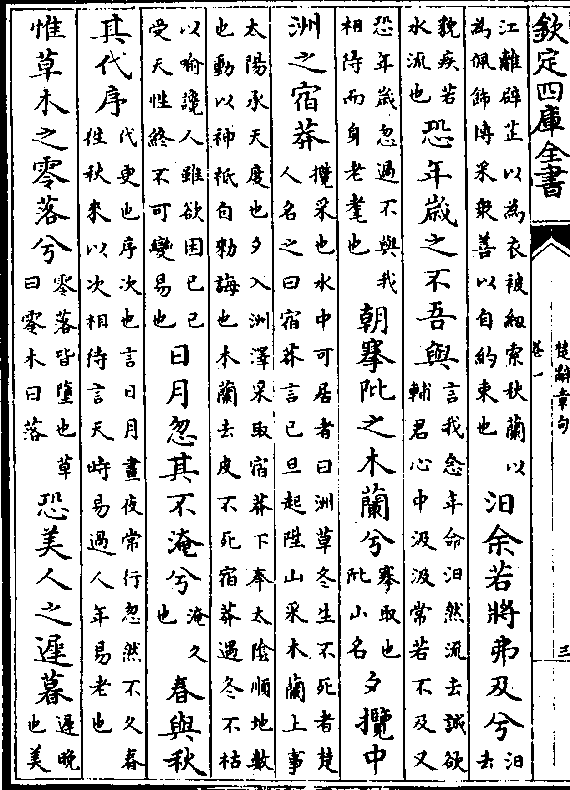 欽定四庫全書
楚辭章句
卷一
三
江離辟芷以為衣被紉索秋蘭以
為佩飾博采衆善以自約束也
汨余若將弗及兮
汨
去
貌疾若
水流也
恐年歲之不吾與
言我念年命汨然流去誠欲
輔君心中汲汲常若不及又
恐年歲忽過不與我
相待而身老耄也
朝搴阰之木蘭兮
搴取也
阰山名
夕攬中
洲之宿莽
攬采也水中可居者曰洲草冬生不死者楚
人名之曰宿莽言已旦起陞山采木蘭上事
太陽承天度也夕入洲澤采取宿莽下奉太陰順地數
也動以神祇自勅誨也木蘭去皮不死宿莽遇冬不枯
以喻讒人雖欲困已已
受天性終不可變易也
日月忽其不淹兮
淹久
也
春與秋
其代序
代更也序次也言日月晝夜常行忽然不久春
往秋來以次相待言天時易過人年易老也
惟草木之零落兮
零落皆墮也草
曰零木曰落
恐美人之遲暮
遲晚
也美